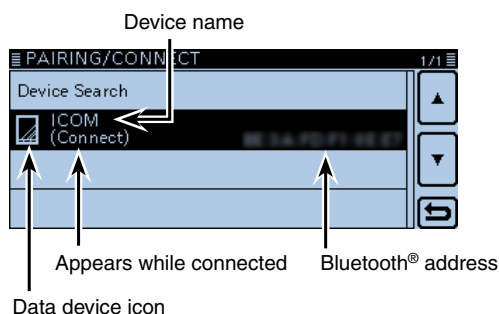 Device name
PAIRING/CONNECT 1/1
Device Search
ICOM
(Connect)
Appears while connected
Bluetooth® address
Data device icon